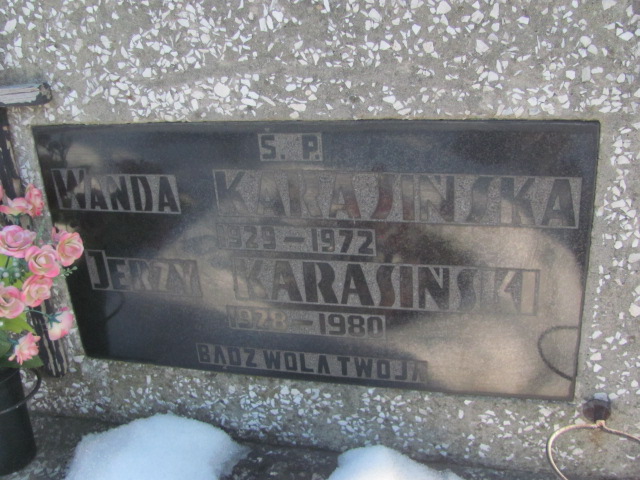 Ś. P.
WANDA KARASIŃSKA
1929-1972
JERZY KARASIŃSKI
1928-1980
BĄDŹ WOLA TWOJA